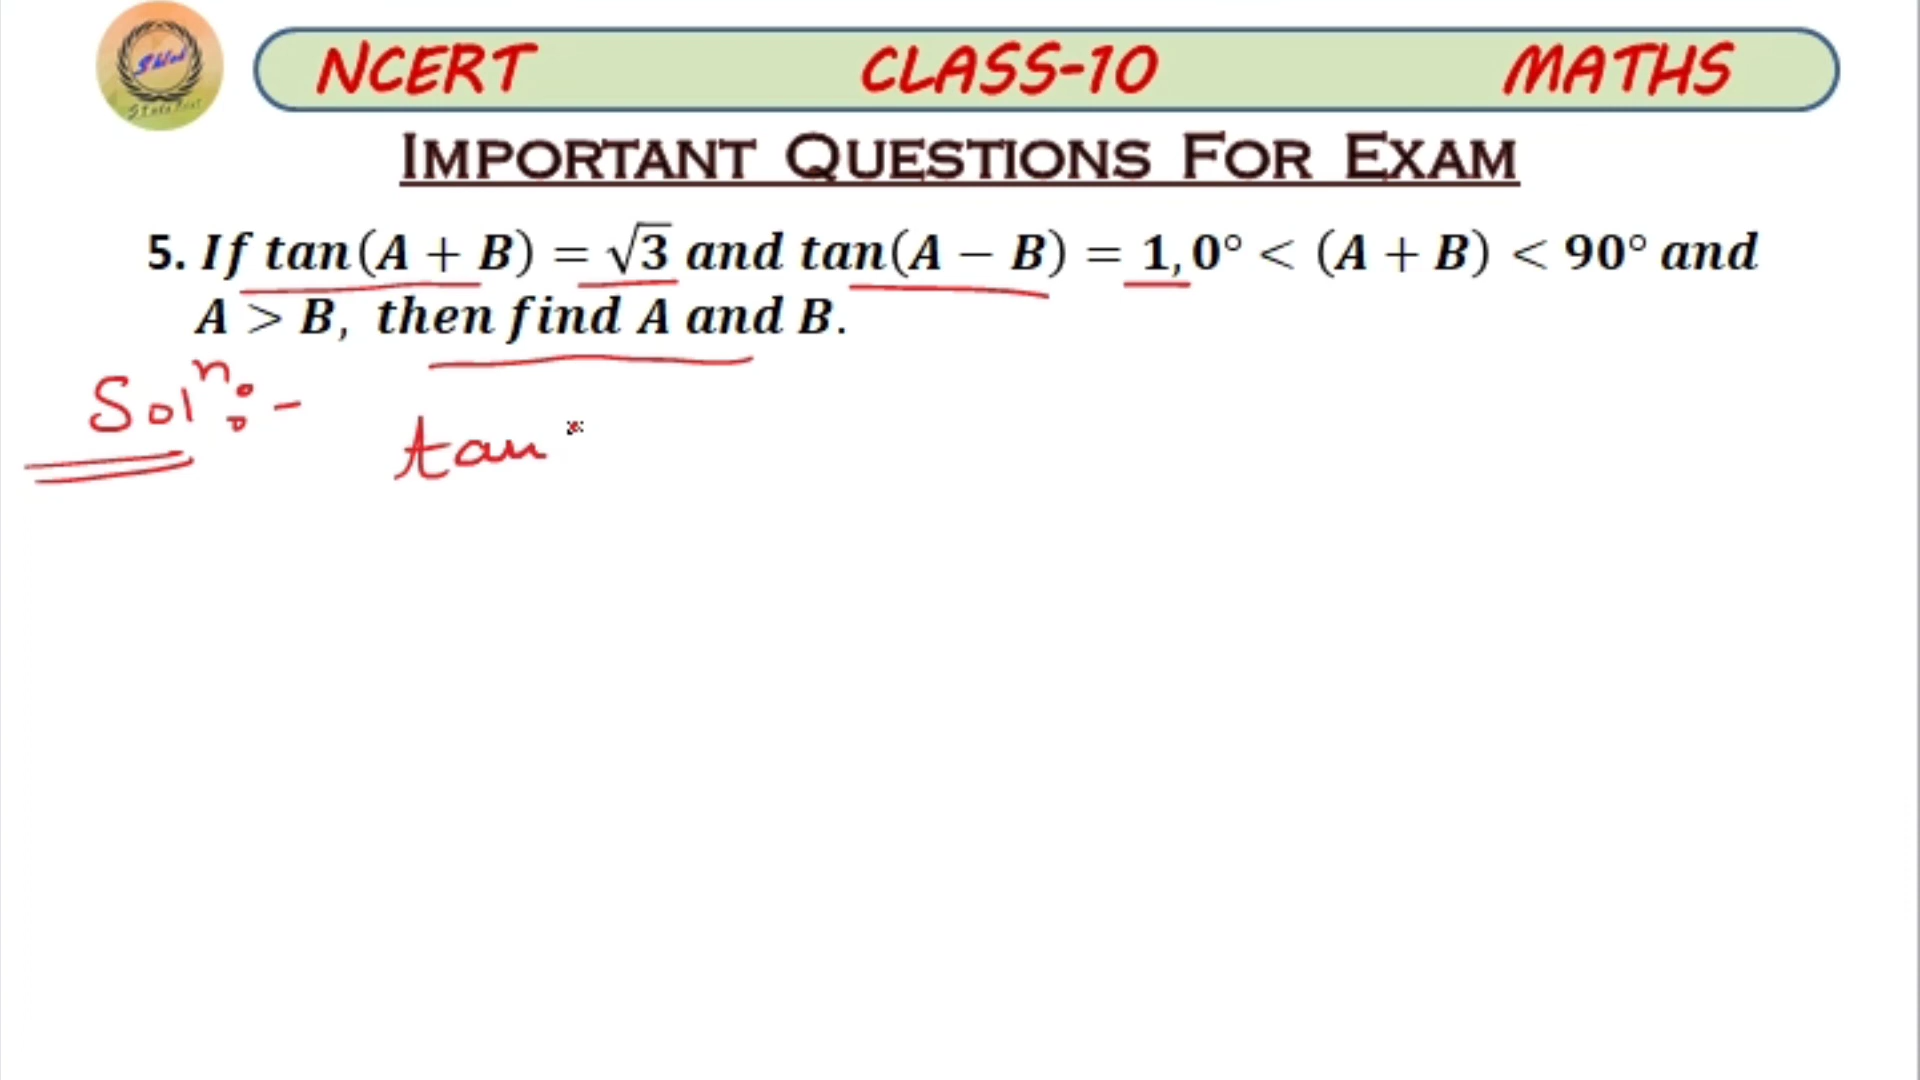 NCERT CLASS-10 MATHS
IMPORTANT QUESTIONS FOR EXAM
5. If tan(A + B) = √3 and tan(A − B) = 1, 0° < (A + B) < 90° and
A > B, then find A and B.
Solⁿ:-
tan